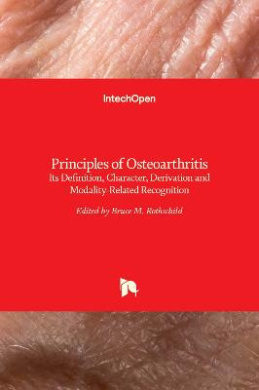 IntechOpen
Principles of Osteoarthritis
Its Definition, Character, Derivation and
Modality-Related Recognition
Edited by Bruce M. Rothschild